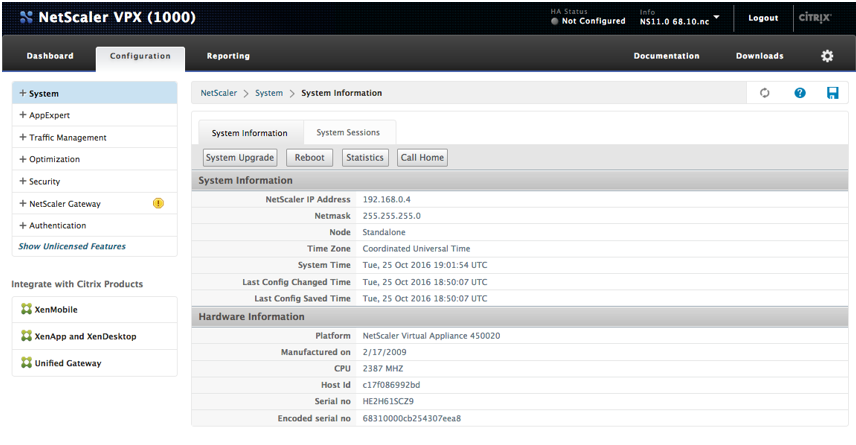 NetScaler VPX (1000)
HA Status
Not Configured
Info
NS11.0 68.10.nc
Logout
CITRIX
Dashboard
Configuration
Reporting
Documentation
Downloads
+ System
+ AppExpert
+ Traffic Management
+ Optimization
+ Security
+ NetScaler Gateway
+ Authentication
Show Unlicensed Features
Integrate with Citrix Products
XenMobile
XenApp and XenDesktop
Unified Gateway
NetScaler > System > System Information
System Information
System Sessions
System Upgrade
Reboot
Statistics
Call Home
System Information
NetScaler IP Address 192.168.0.4
Netmask 255.255.255.0
Node Standalone
Time Zone Coordinated Universal Time
System Time Tue, 25 Oct 2016 19:01:54 UTC
Last Config Changed Time Tue, 25 Oct 2016 18:50:07 UTC
Last Config Saved Time Tue, 25 Oct 2016 18:50:07 UTC
Hardware Information
Platform NetScaler Virtual Appliance 450020
Manufactured on 2/17/2009
CPU 2387 MHZ
Host Id c17f086992bd
Serial no HE2H61SCZ9
Encoded serial no 68310000cb254307eea8